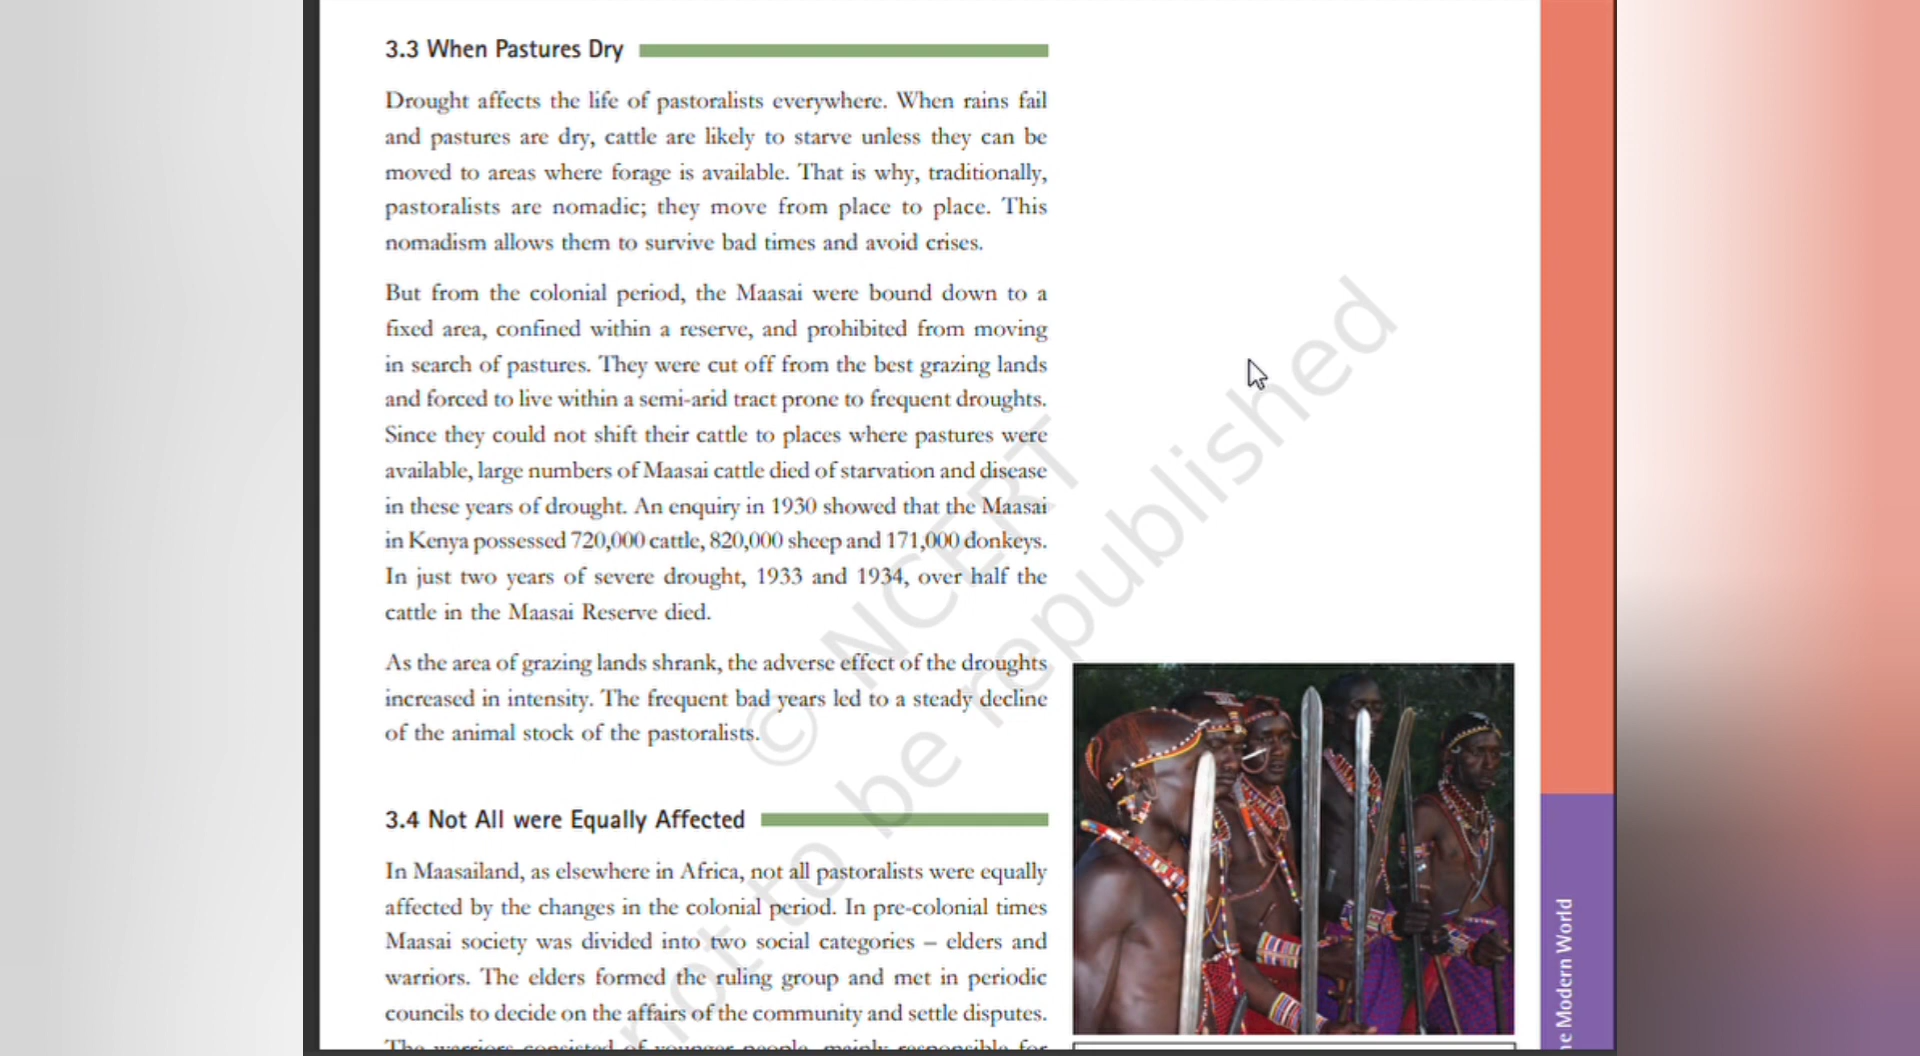 3.3 When Pastures Dry
Drought affects the life of pastoralists everywhere. When rains fail
and pastures are dry, cattle are likely to starve unless they can be
moved to areas where forage is available. That is why, traditionally,
pastoralists are nomadic; they move from place to place. This
nomadism allows them to survive bad times and avoid crises.
But from the colonial period, the Maasai were bound down to a
fixed area, confined within a reserve, and prohibited from moving
in search of pastures. They were cut off from the best grazing lands
and forced to live within a semi-arid tract prone to frequent droughts.
Since they could not shift their cattle to places where pastures were
available, large numbers of Maasai cattle died of starvation and disease
in these years of drought. An enquiry in 1930 showed that the Maasai
in Kenya possessed 720,000 cattle, 820,000 sheep and 171,000 donkeys.
In just two years of severe drought, 1933 and 1934, over half the
cattle in the Maasai Reserve died.
As the area of grazing lands shrank, the adverse effect of the droughts
increased in intensity. The frequent bad years led to a steady decline
of the animal stock of the pastoralists.
3.4 Not All were Equally Affected
In Maasailand, as elsewhere in Africa, not all pastoralists were equally
affected by the changes in the colonial period. In pre-colonial times
Maasai society was divided into two social categories – elders and
warriors. The elders formed the ruling group and met in periodic
councils to decide on the affairs of the community and settle disputes.
The warriors consisted of younger people, mainly responsible for
© NCERT
not to be republished
Modern World